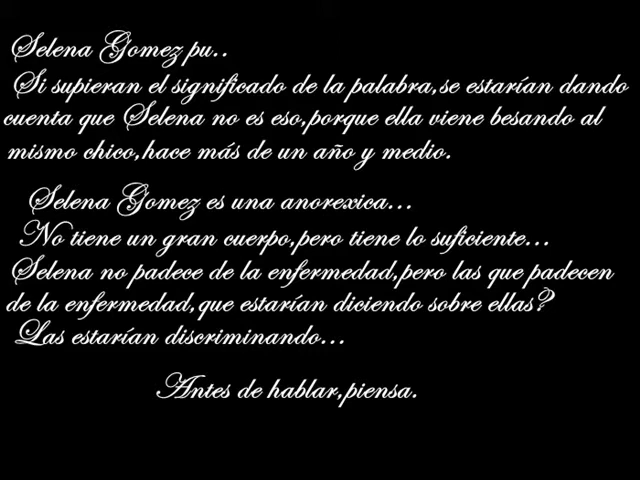 Selena Gomez pu..
Si supieran el significado de la palabra,se estarían dando
cuenta que Selena no es eso,porque ella viene besando al
mismo chico,hace más de un año y medio.
Selena Gomez es una anorexica...
No tiene un gran cuerpo,pero tiene lo suficiente...
Selena no padece de la enfermedad,pero las que padecen
de la enfermedad,que estarían diciendo sobre ellas?
Las estarían discriminando...
Antes de hablar,piensa.